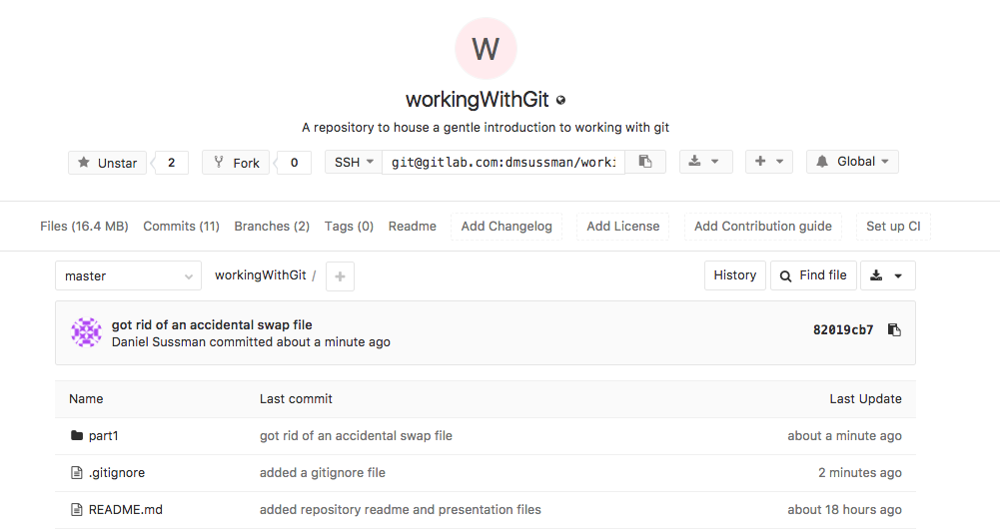 W
workingWithGit
A repository to house a gentle introduction to working with git
Unstar 2 Fork 0 SSH git@gitlab.com:dmsussman/worki Global
Files (16.4 MB) Commits (11) Branches (2) Tags (0) Readme Add Changelog Add License Add Contribution guide Set up CI
master workingWithGit / + History Find file
got rid of an accidental swap file
Daniel Sussman committed about a minute ago 82019cb7
Name Last commit Last Update
part1 got rid of an accidental swap file about a minute ago
.gitignore added a gitignore file 2 minutes ago
README.md added repository readme and presentation files about 18 hours ago